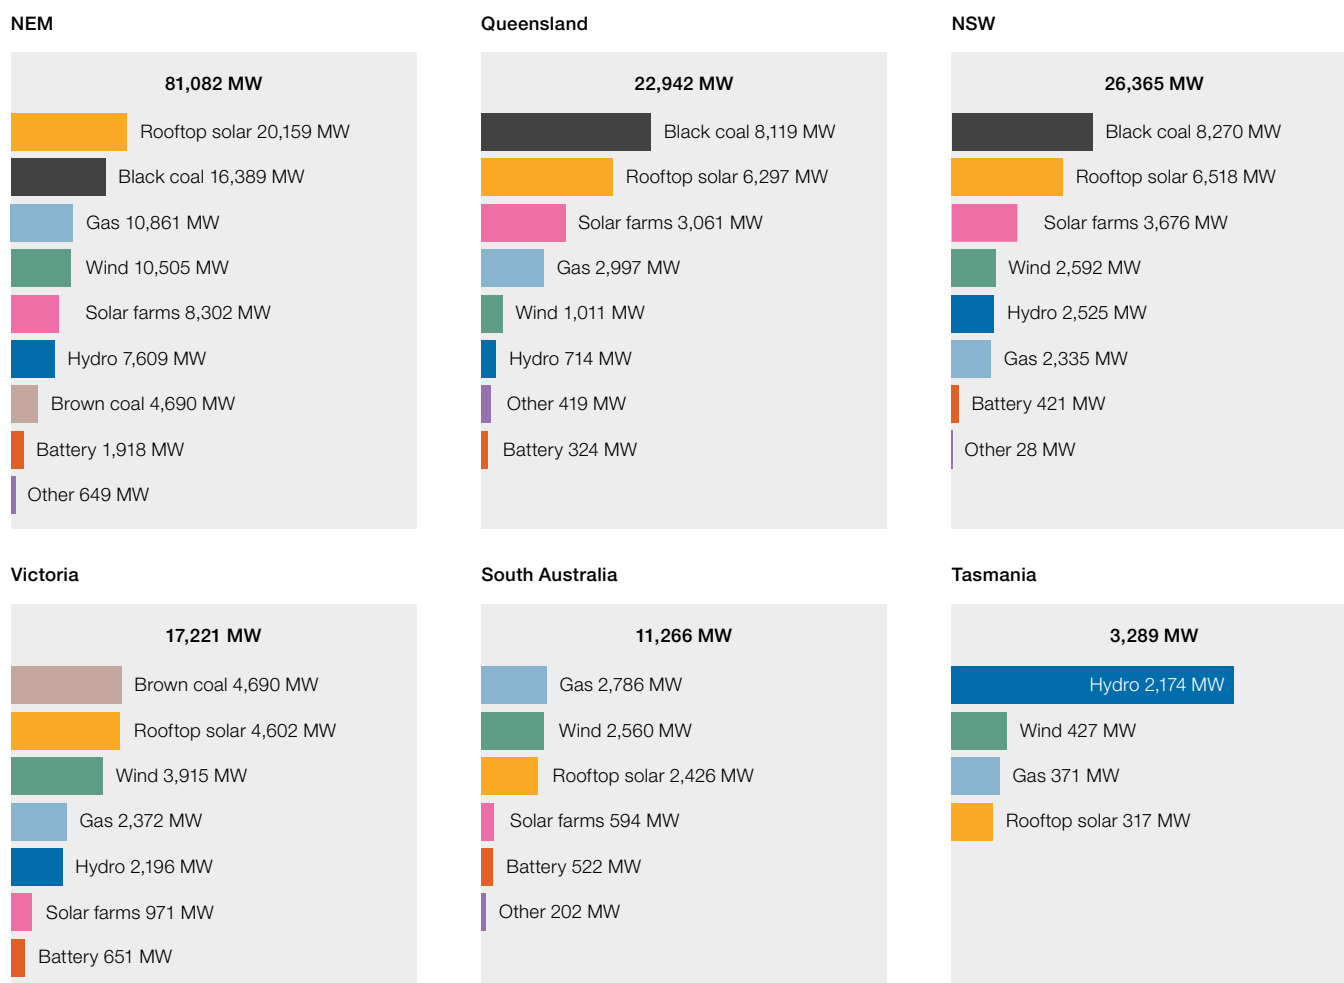 NEM
81,082 MW
Rooftop solar 20,159 MW
Black coal 16,389 MW
Gas 10,861 MW
Wind 10,505 MW
Solar farms 8,302 MW
Hydro 7,609 MW
Brown coal 4,690 MW
Battery 1,918 MW
Other 649 MW
Queensland
22,942 MW
Black coal 8,119 MW
Rooftop solar 6,297 MW
Solar farms 3,061 MW
Gas 2,997 MW
Wind 1,011 MW
Hydro 714 MW
Other 419 MW
Battery 324 MW
NSW
26,365 MW
Black coal 8,270 MW
Rooftop solar 6,518 MW
Solar farms 3,676 MW
Wind 2,592 MW
Hydro 2,525 MW
Gas 2,335 MW
Battery 421 MW
Other 28 MW
Victoria
17,221 MW
Brown coal 4,690 MW
Rooftop solar 4,602 MW
Wind 3,915 MW
Gas 2,372 MW
Hydro 2,196 MW
Solar farms 971 MW
Battery 651 MW
South Australia
11,266 MW
Gas 2,786 MW
Wind 2,560 MW
Rooftop solar 2,426 MW
Solar farms 594 MW
Battery 522 MW
Other 202 MW
Tasmania
3,289 MW
Hydro 2,174 MW
Wind 427 MW
Gas 371 MW
Rooftop solar 317 MW